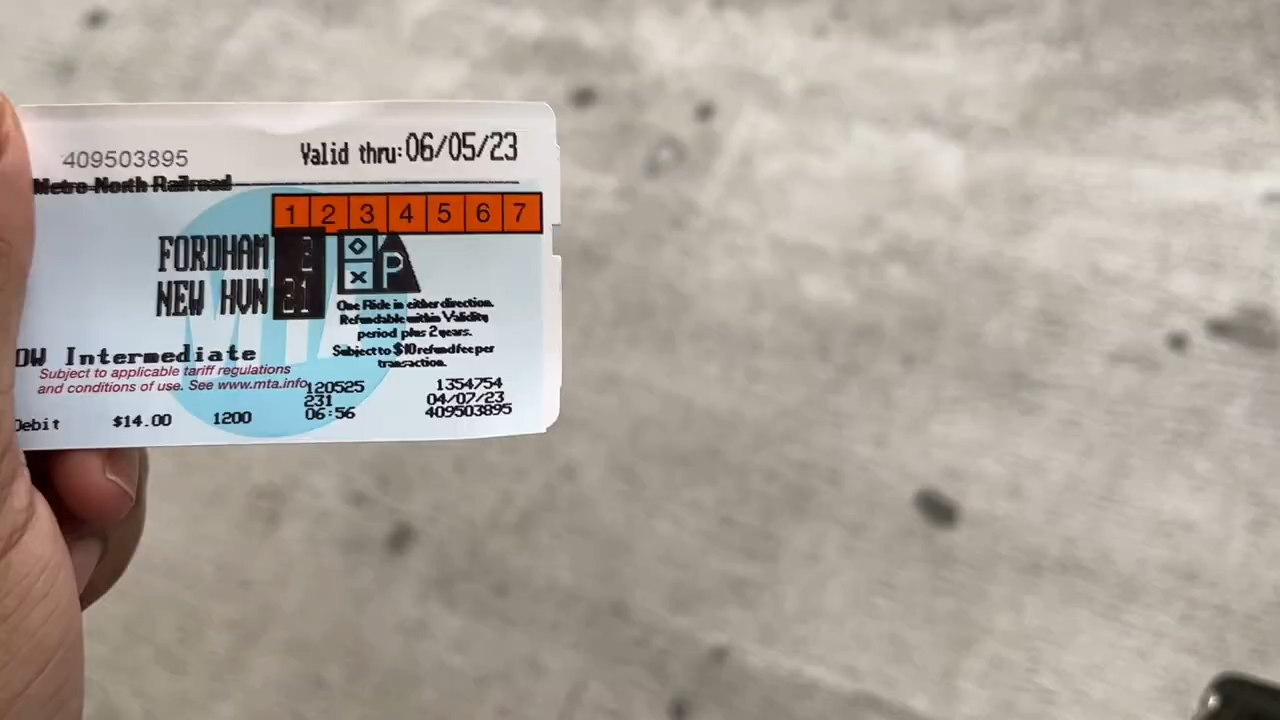 409503895
Valid thru: 06/05/23
Metro-North Railroad
1 2 3 4 5 6 7
FORDHAM 2
NEW HVN 21
P
One Ride in either direction.
Refundable within Validity
period plus 2 years.
Subject to $10 refund fee per
transaction.
OW Intermediate
Subject to applicable tariff regulations
and conditions of use. See www.mta.info
120525 1354754
231 04/07/23
06:56 409503895
Debit $14.00 1200